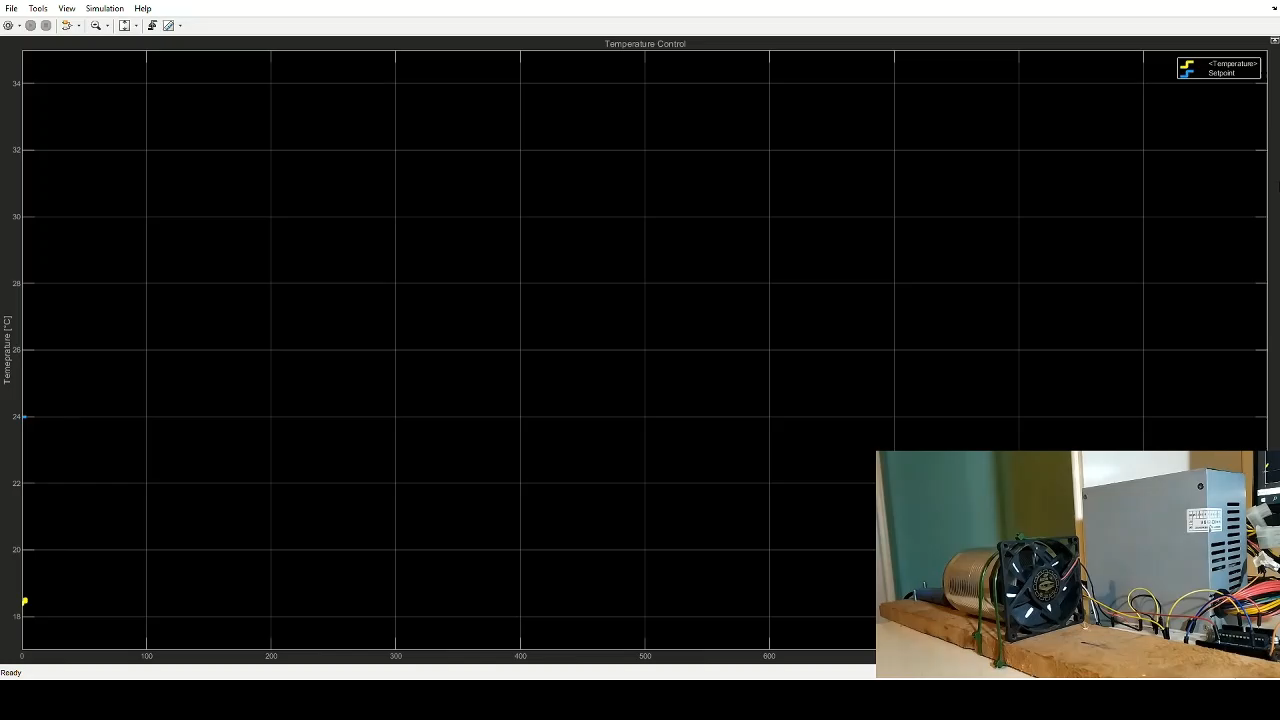 File Tools View Simulation Help
Temperature Control
<Temperature>
Setpoint
34
32
30
28
26
24
22
20
18
Temeprature [°C]
0 100 200 300 400 500 600
Ready